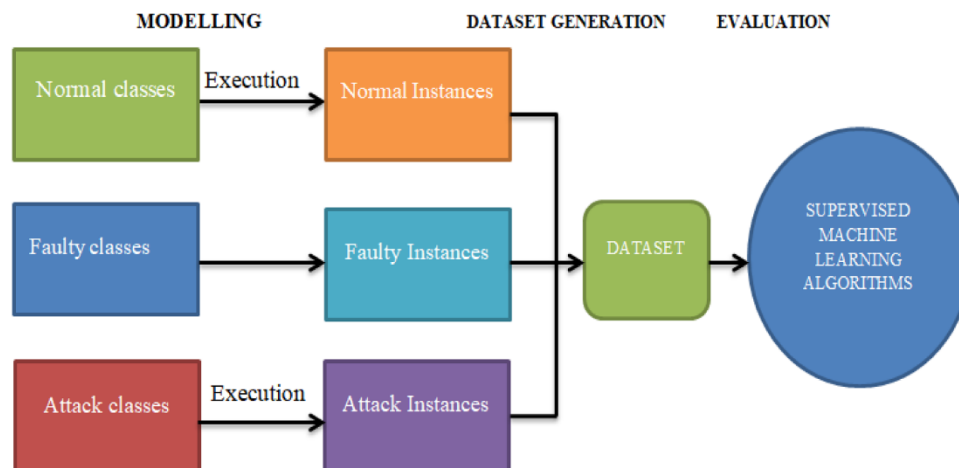 MODELLING
DATASET GENERATION
EVALUATION
Normal classes
Execution
Normal Instances
Faulty classes
Faulty Instances
DATASET
SUPERVISED
MACHINE
LEARNING
ALGORITHMS
Attack classes
Execution
Attack Instances